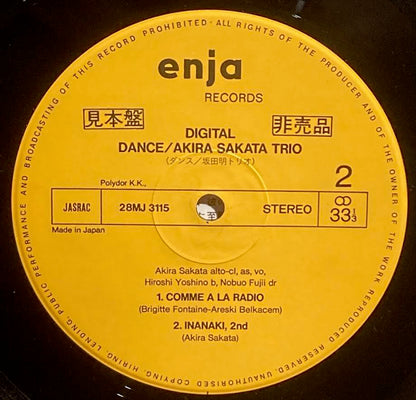 ALL RIGHTS OF THE PRODUCER AND OF THE OWNER OF THE WORK REPRODUCED RESERVED. UNAUTHORISED COPYING HIRING LENDING, PUBLIC PERFORMANCE AND BROADCASTING OF THIS RECORD PROHIBITED ·
enja
RECORDS
見本盤
非売品
DIGITAL
DANCE/AKIRA SAKATA TRIO
(ダンス/坂田明トリオ)
2
Polydor K.K.,
JASRAC
28MJ 3115
STEREO
33 1/3
Made in Japan
Akira Sakata alto-cl, as, vo,
Hiroshi Yoshino b, Nobuo Fujii dr
1. COMME A LA RADIO
(Brigitte Fontaine-Areski Belkacem)
2. INANAKI, 2nd
(Akira Sakata)